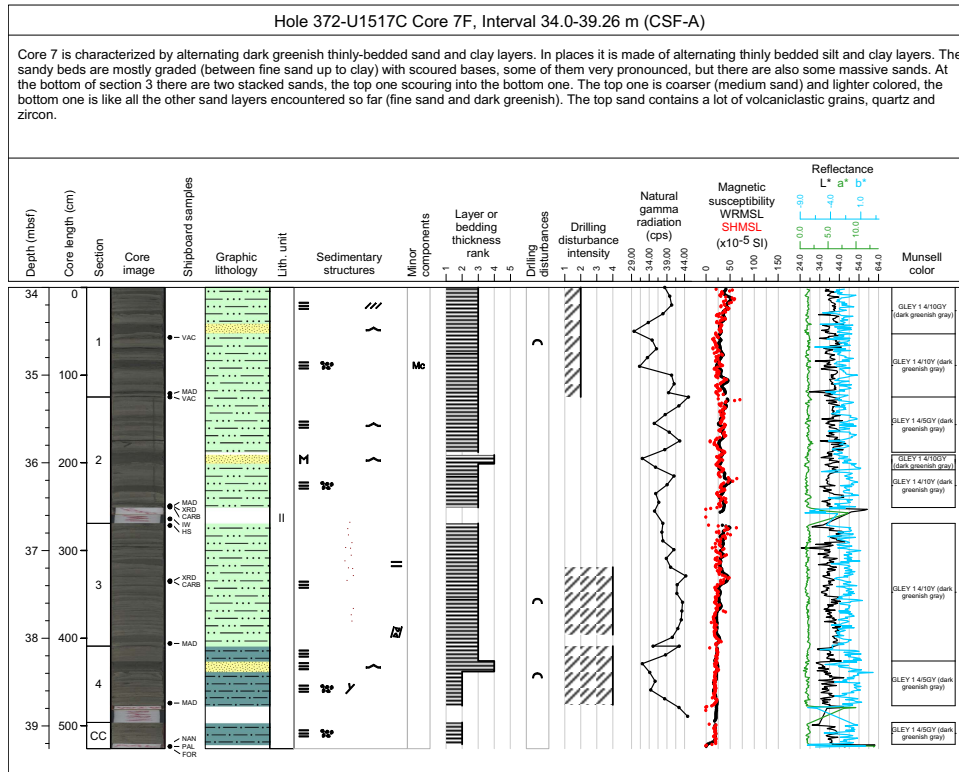 Hole 372-U1517C Core 7F, Interval 34.0-39.26 m (CSF-A)
Core 7 is characterized by alternating dark greenish thinly-bedded sand and clay layers. In places it is made of alternating thinly bedded silt and clay layers. The
sandy beds are mostly graded (between fine sand up to clay) with scoured bases, some of them very pronounced, but there are also some massive sands. At
the bottom of section 3 there are two stacked sands, the top one scouring into the bottom one. The top one is coarser (medium sand) and lighter colored, the
bottom one is like all the other sand layers encountered so far (fine sand and dark greenish). The top sand contains a lot of volcaniclastic grains, quartz and
zircon.
Depth (mbsf)
Core length (cm)
Section
Core
image
Shipboard samples
Graphic
lithology
Lith. unit
Sedimentary
structures
Minor
components
Layer or
bedding
thickness
rank
1 2 3 4 5
Drilling
disturbances
Drilling
disturbance
intensity
1 2 3 4
Natural
gamma
radiation
(cps)
29.00 34.00 39.00 44.00
Magnetic
susceptibility
WRMSL
SHMSL
(x10-5 SI)
0 50 100 150
Reflectance
L* a* b*
-9.0 -4.0 1.0
0.0 5.0 10.0
24.0 34.0 44.0 54.0 64.0
Munsell
color
34
35
36
37
38
39
0
100
200
300
400
500
1
2
3
4
CC
VAC
MAD
VAC
MAD
XRD
CARB
IW
HS
XRD
CARB
MAD
MAD
NAN
PAL
FOR
II
M
Mc
GLEY 1 4/10GY
(dark greenish gray)
GLEY 1 4/10Y (dark
greenish gray)
GLEY 1 4/5GY (dark
greenish gray)
GLEY 1 4/10GY
(dark greenish gray)
GLEY 1 4/10Y (dark
greenish gray)
GLEY 1 4/10Y (dark
greenish gray)
GLEY 1 4/5GY (dark
greenish gray)
GLEY 1 4/5GY (dark
greenish gray)